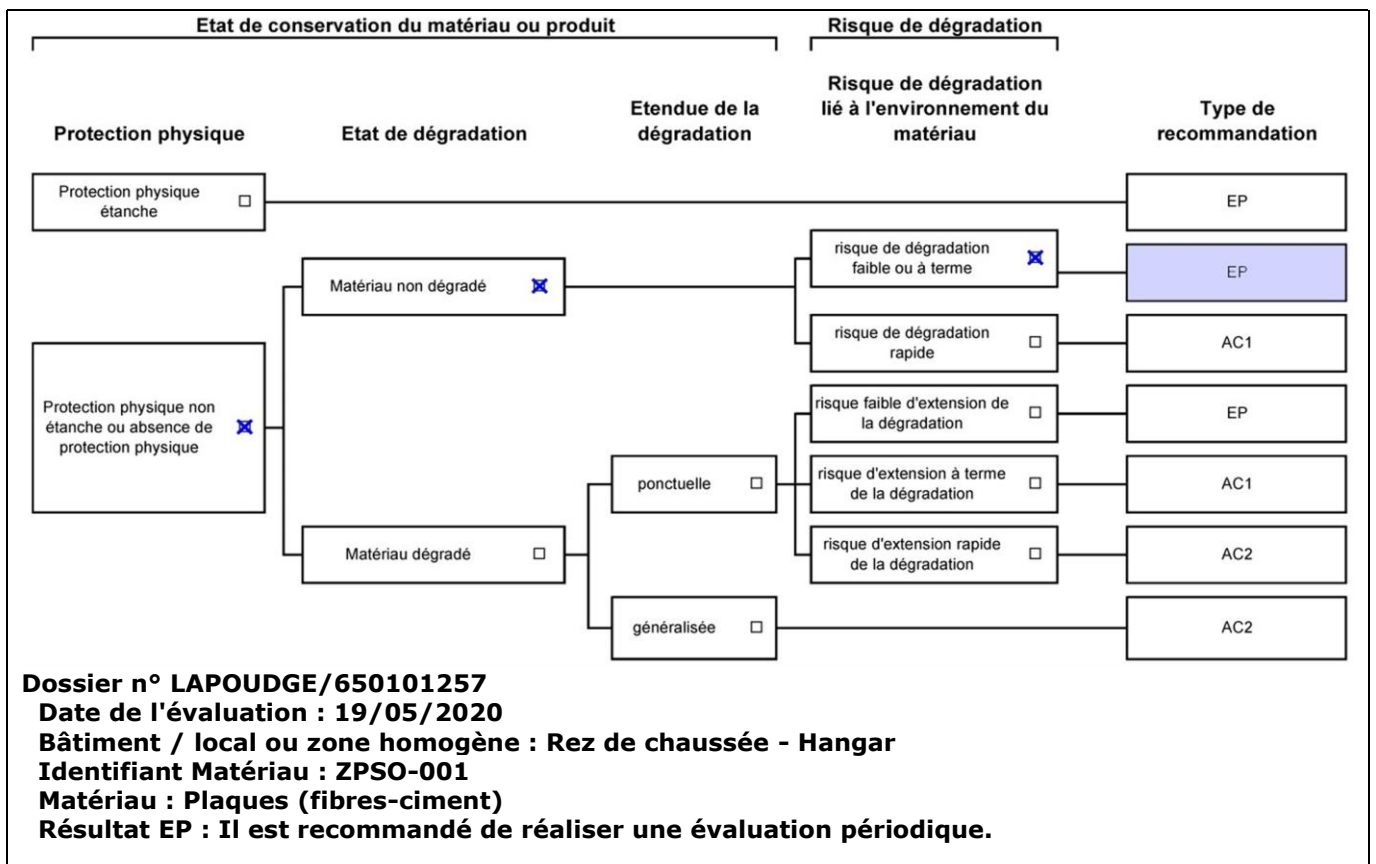 Etat de conservation du matériau ou produit
Risque de dégradation
Protection physique
Etat de dégradation
Etendue de la
dégradation
Risque de dégradation
lié à l'environnement du
matériau
Type de
recommandation
Protection physique
étanche
EP
risque de dégradation
faible ou à terme
EP
Matériau non dégradé
risque de dégradation
rapide
AC1
Protection physique non
étanche ou absence de
protection physique
risque faible d'extension de
la dégradation
EP
ponctuelle
risque d'extension à terme
de la dégradation
AC1
Matériau dégradé
risque d'extension rapide
de la dégradation
AC2
généralisée
AC2
Dossier n° LAPOUDGE/650101257
Date de l'évaluation : 19/05/2020
Bâtiment / local ou zone homogène : Rez de chaussée - Hangar
Identifiant Matériau : ZPSO-001
Matériau : Plaques (fibres-ciment)
Résultat EP : Il est recommandé de réaliser une évaluation périodique.